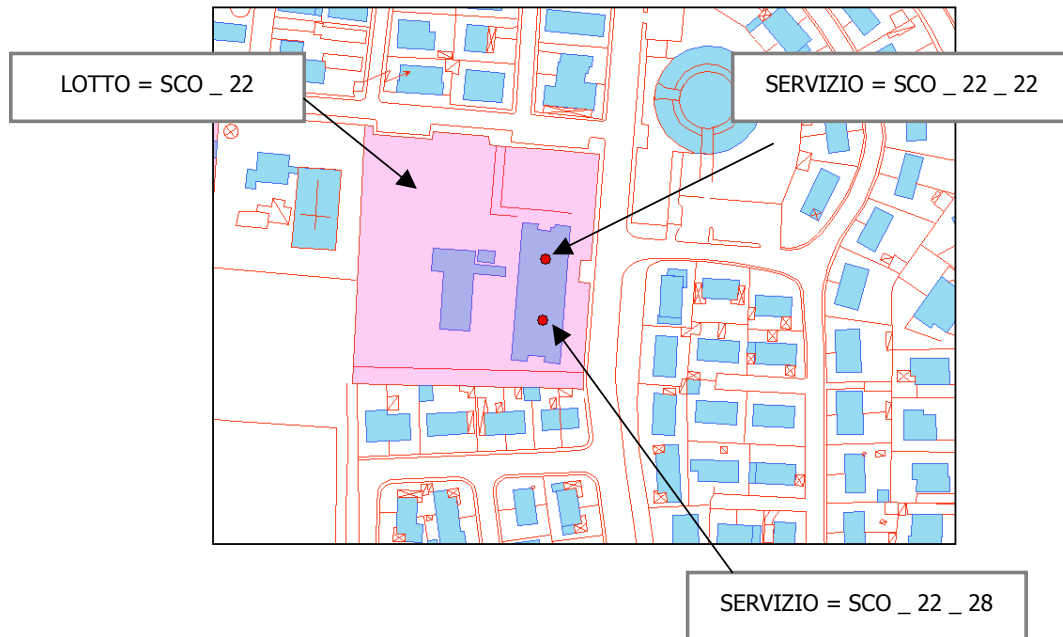 LOTTO = SCO _ 22
SERVIZIO = SCO _ 22 _ 22
SERVIZIO = SCO _ 22 _ 28